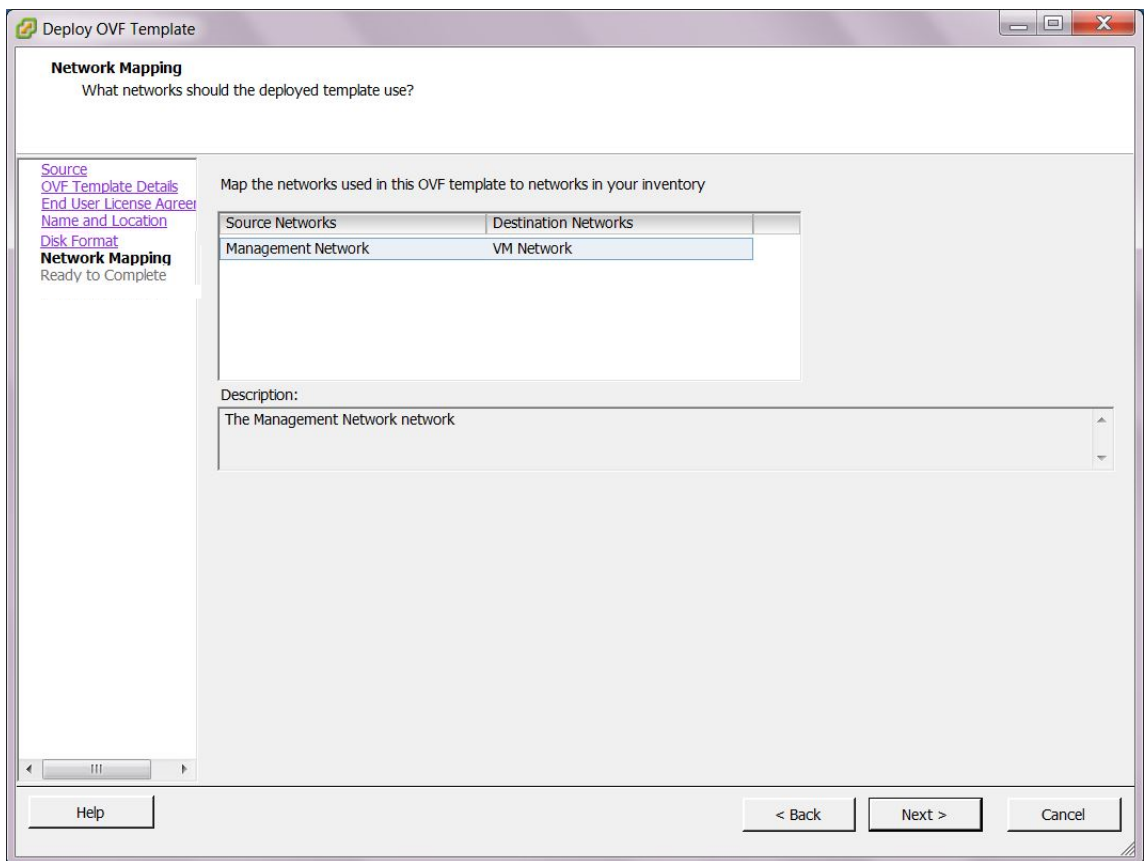 Deploy OVF Template
Network Mapping
What networks should the deployed template use?
Source
OVF Template Details
End User License Agreer
Name and Location
Disk Format
Network Mapping
Ready to Complete
Map the networks used in this OVF template to networks in your inventory
Source Networks Destination Networks
Management Network VM Network
Description:
The Management Network network
Help < Back Next > Cancel